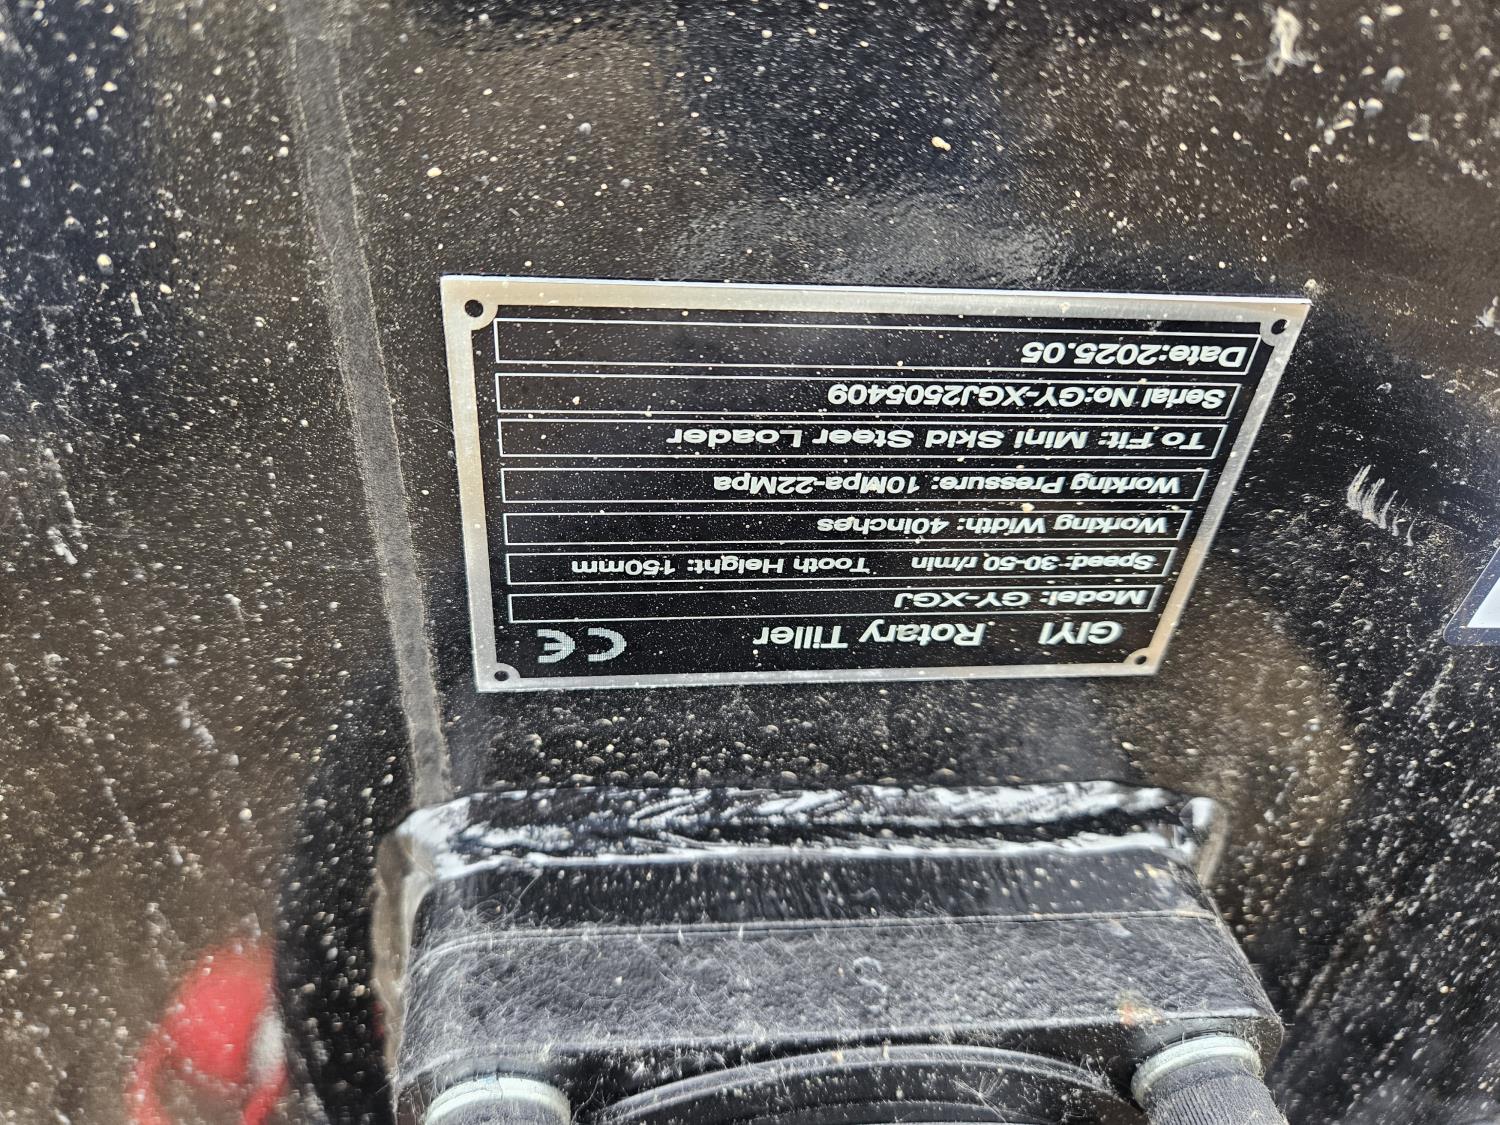 GIYI Rotary Tiller CE
Model: GY-XGJ
Speed: 30-50 r/min Tooth Height: 150mm
Working Width: 40inches
Working Pressure: 10Mpa-22Mpa
To Fit: Mini Skid Steer Loader
Serial No:GY-XGJ2505409
Date:2025.05